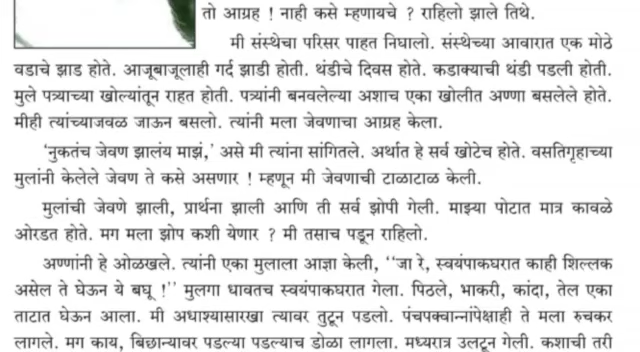 तो आग्रह ! नाही कसे म्हणायचे ? राहिलो झाले तिथे.
मी संस्थेचा परिसर पाहत निघालो. संस्थेच्या आवारात एक मोठे
वडाचे झाड होते. आजूबाजूलाही गर्द झाडी होती. थंडीचे दिवस होते. कडाक्याची थंडी पडली होती.
मुले पत्र्याच्या खोल्यांतून राहत होती. पत्र्यांनी बनवलेल्या अशाच एका खोलीत अण्णा बसलेले होते.
मीही त्यांच्याजवळ जाऊन बसलो. त्यांनी मला जेवणाचा आग्रह केला.
‘नुकतंच जेवण झालंय माझं,’ असे मी त्यांना सांगितले. अर्थात हे सर्व खोटेच होते. वसतिगृहाच्या
मुलांनी केलेले जेवण ते कसे असणार ! म्हणून मी जेवणाची टाळाटाळ केली.
मुलांची जेवणे झाली, प्रार्थना झाली आणि ती सर्व झोपी गेली. माझ्या पोटात मात्र कावळे
ओरडत होते. मग मला झोप कशी येणार ? मी तसाच पडून राहिलो.
अण्णांनी हे ओळखले. त्यांनी एका मुलाला आज्ञा केली, ‘‘जा रे, स्वयंपाकघरात काही शिल्लक
असेल ते घेऊन ये बघू !’’ मुलगा धावतच स्वयंपाकघरात गेला. पिठले, भाकरी, कांदा, तेल एका
ताटात घेऊन आला. मी अधाश्यासारखा त्यावर तुटून पडलो. पंचपक्वान्नांपेक्षाही ते मला रुचकर
लागले. मग काय, बिछान्यावर पडल्या पडल्याच डोळा लागला. मध्यरात्र उलटून गेली. कशाची तरी